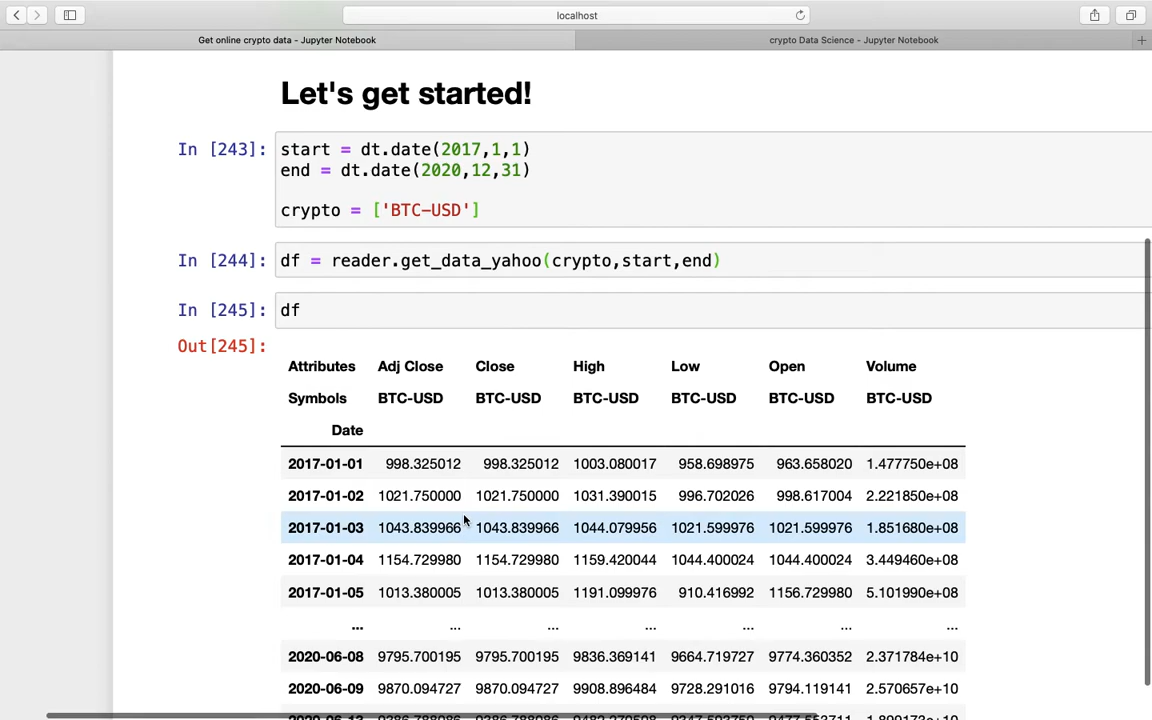 localhost
Get online crypto data - Jupyter Notebook
crypto Data Science - Jupyter Notebook
Let's get started!
In [243]: start = dt.date(2017,1,1)
end = dt.date(2020,12,31)
crypto = ['BTC-USD']
In [244]: df = reader.get_data_yahoo(crypto,start,end)
In [245]: df
Out[245]:
Attributes Adj Close Close High Low Open Volume
Symbols BTC-USD BTC-USD BTC-USD BTC-USD BTC-USD BTC-USD
Date
2017-01-01 998.325012 998.325012 1003.080017 958.698975 963.658020 1.477750e+08
2017-01-02 1021.750000 1021.750000 1031.390015 996.702026 998.617004 2.221850e+08
2017-01-03 1043.839966 1043.839966 1044.079956 1021.599976 1021.599976 1.851680e+08
2017-01-04 1154.729980 1154.729980 1159.420044 1044.400024 1044.400024 3.449460e+08
2017-01-05 1013.380005 1013.380005 1191.099976 910.416992 1156.729980 5.101990e+08
... ... ... ... ... ... ...
2020-06-08 9795.700195 9795.700195 9836.369141 9664.719727 9774.360352 2.371784e+10
2020-06-09 9870.094727 9870.094727 9908.896484 9728.291016 9794.119141 2.570657e+10